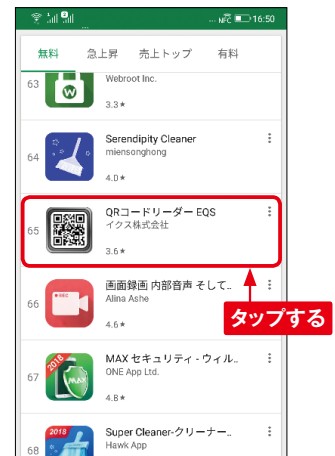 ... NFC 16:50
無料 急上昇 売上トップ 有料
63
W
Webroot Inc.
3.3★
64
Serendipity Cleaner
miensonghong
4.0★
65
QRコードリーダー EQS
イクス株式会社
3.6★
タップする
66
REC
画面録画 内部音声 そして..
Alina Ashe
4.6★
67
2018
MAX
MAX セキュリティ - ウィル..
ONE App Ltd.
4.8★
68
2018
Super Cleaner-クリーナー..
Hawk App